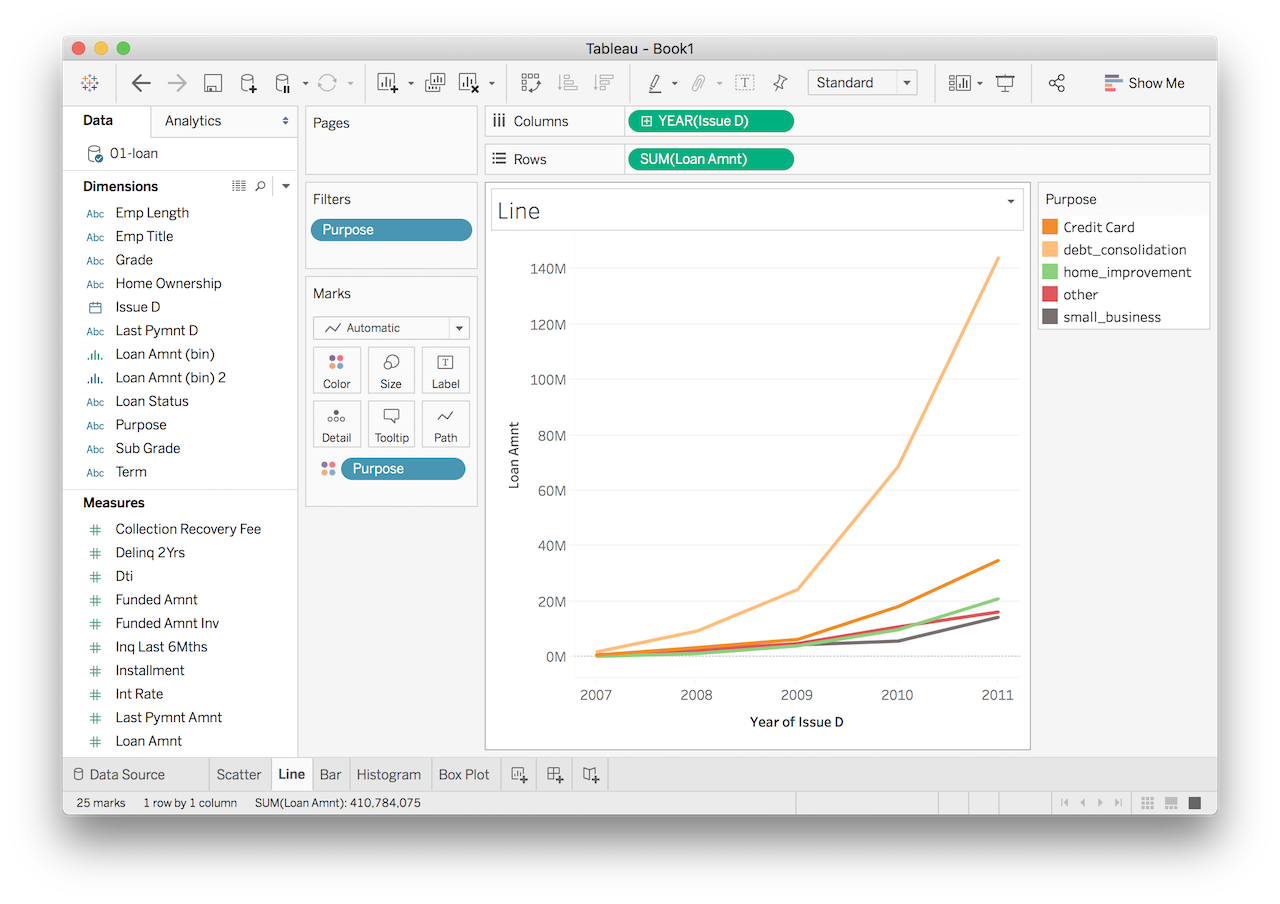 Tableau - Book1
Standard
Show Me
Data
Analytics
01-loan
Dimensions
Abc Emp Length
Abc Emp Title
Abc Grade
Abc Home Ownership
Issue D
Abc Last Pymnt D
Loan Amnt (bin)
Loan Amnt (bin) 2
Abc Loan Status
Abc Purpose
Abc Sub Grade
Abc Term
Measures
Collection Recovery Fee
Delinq 2Yrs
Dti
Funded Amnt
Funded Amnt Inv
Inq Last 6Mths
Installment
Int Rate
Last Pymnt Amt
Loan Amnt
Pages
Filters
Purpose
Marks
Automatic
Color Size T Label
Detail Tooltip Path
Purpose
Columns YEAR(Issue D)
Rows SUM(Loan Amnt)
Line
140M
120M
100M
80M
60M
40M
20M
0M
Loan Amnt
2007 2008 2009 2010 2011
Year of Issue D
Purpose
Credit Card
debt_consolidation
home_improvement
other
small_business
Data Source Scatter Line Bar Histogram Box Plot
25 marks 1 row by 1 column SUM(Loan Amnt): 410,784,075